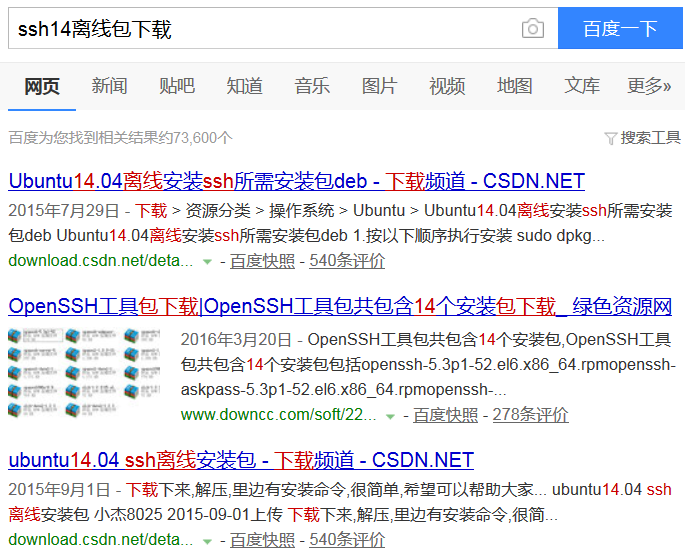 ssh14离线包下载
百度一下
网页 新闻 贴吧 知道 音乐 图片 视频 地图 文库 更多»
百度为您找到相关结果约73,600个
搜索工具
Ubuntu14.04离线安装ssh所需安装包deb - 下载频道 - CSDN.NET
2015年7月29日 - 下载 > 资源分类 > 操作系统 > Ubuntu > Ubuntu14.04离线安装ssh所需安装
包deb Ubuntu14.04离线安装ssh所需安装包deb 1.按以下顺序执行安装 sudo dpkg...
download.csdn.net/deta... - 百度快照 - 540条评价
OpenSSH工具包下载|OpenSSH工具包共包含14个安装包下载_ 绿色资源网
2016年3月20日 - OpenSSH工具包共包含14个安装包,OpenSSH工
具包共包含14个安装包包括openssh-5.3p1-52.el6.x86_64.rpmopenssh-
askpass-5.3p1-52.el6.x86_64.rpmopenssh-...
www.downcc.com/soft/22... - 百度快照 - 278条评价
ubuntu14.04 ssh离线安装包 - 下载频道 - CSDN.NET
2015年9月1日 - 下载下来,解压,里边有安装命令,很简单,希望可以帮助大家... ubuntu14.04 ssh
离线安装包 小杰8025 2015-09-01上传 下载下来,解压,里边有安装命令,很简...
download.csdn.net/deta... - 百度快照 - 540条评价